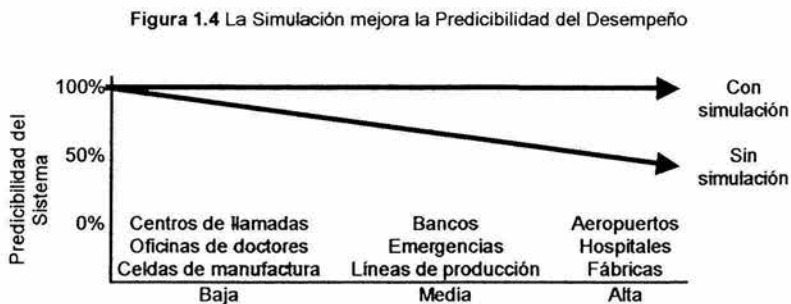 Figura 1.4 La Simulación mejora la Predicibilidad del Desempeño
Predicibilidad del
Sistema
100%
50%
0%
Con
simulación
Sin
simulación
Centros de llamadas
Oficinas de doctores
Celdas de manufactura
Bancos
Emergencias
Líneas de producción
Aeropuertos
Hospitales
Fábricas
Baja
Media
Alta